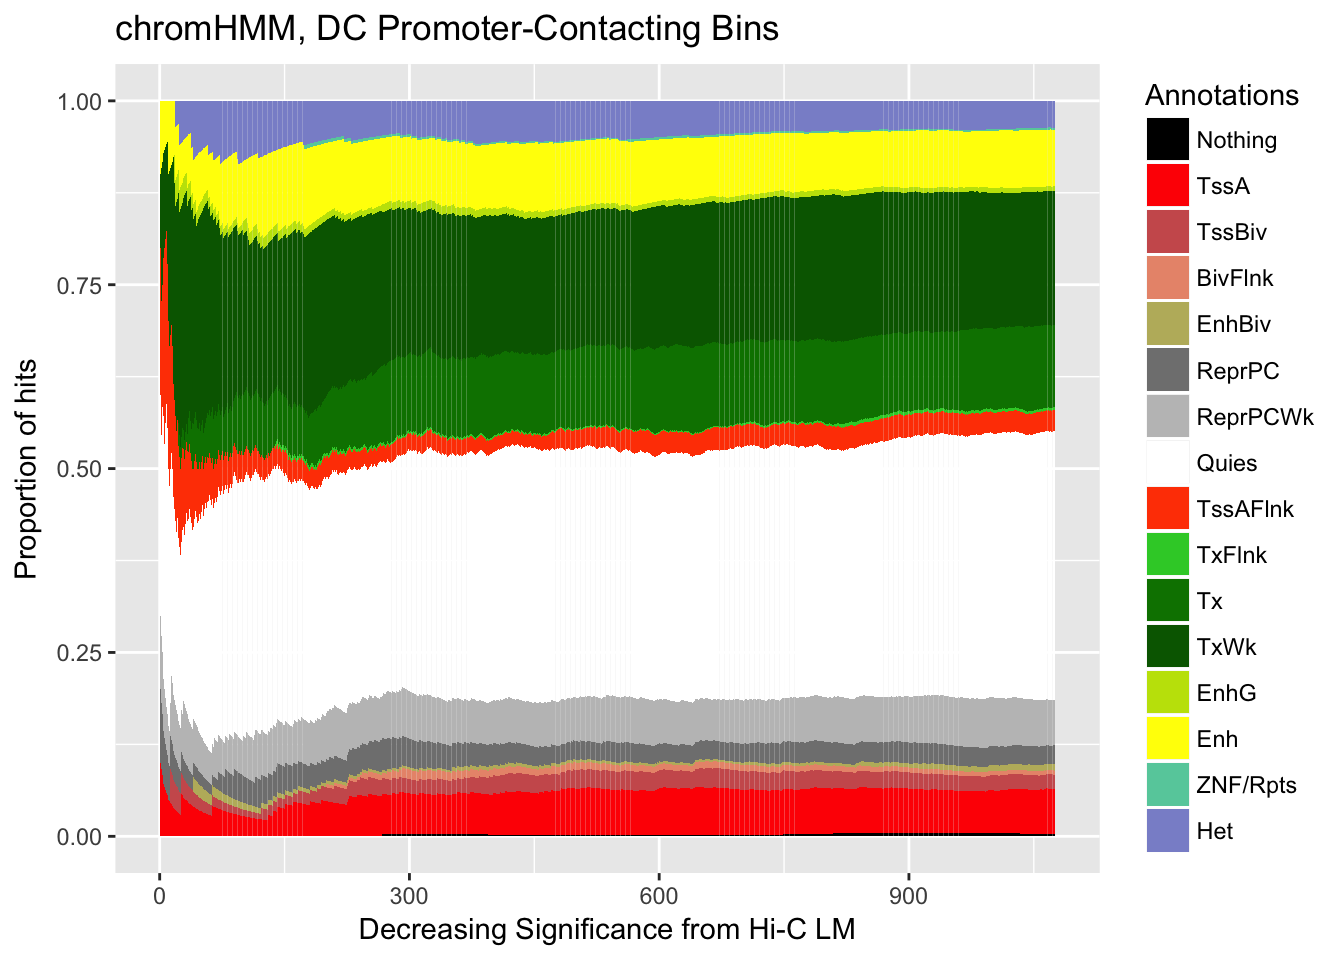 chromHMM, DC Promoter-Contacting Bins
Proportion of hits
1.00
0.75
0.50
0.25
0.00
0
300
600
900
Decreasing Significance from Hi-C LM
Annotations
Nothing
TssA
TssBiv
BivFlnk
EnhBiv
ReprPC
ReprPCWk
Quies
TssAFlnk
TxFlnk
Tx
TxWk
EnhG
Enh
ZNF/Rpts
Het